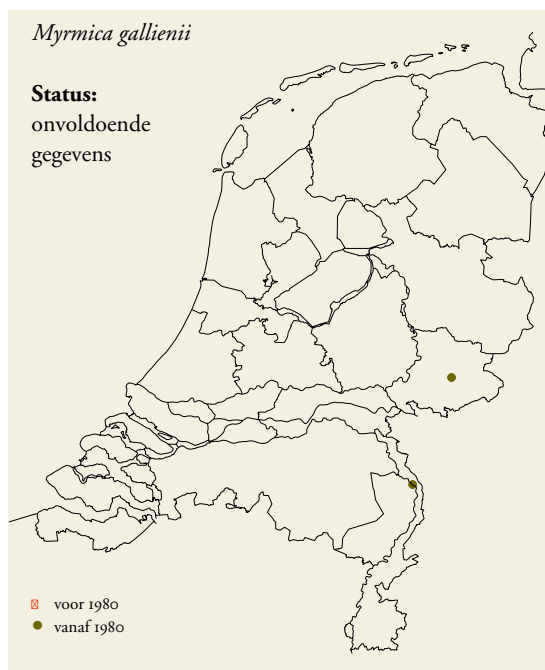 Myrmica gallienii
Status:
onvoldoende
gegevens
voor 1980
vanaf 1980